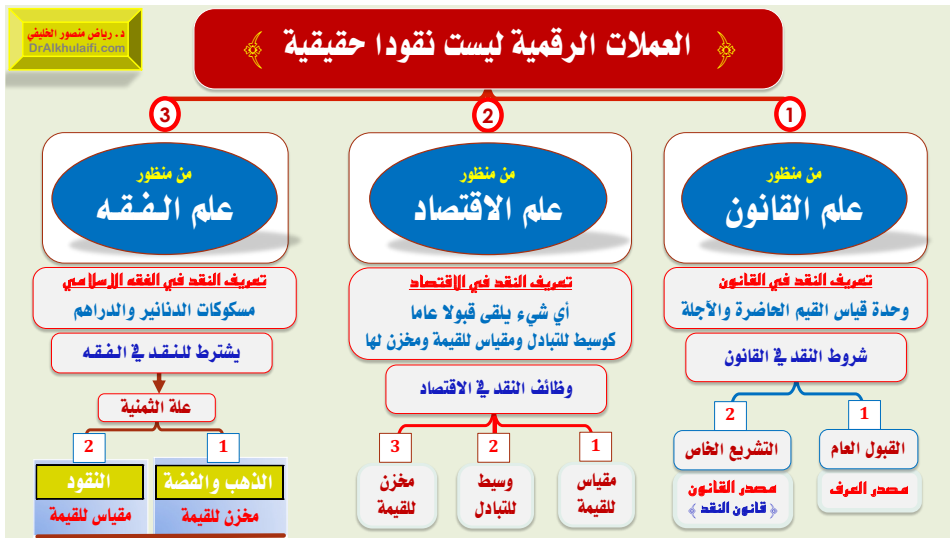 د. رياض منصور الخليفي
DrAlkhulaifi.com
﴿ العملات الرقمية ليست نقودا حقيقية ﴾
1
من منظور
علم القانون
تعريف النقد في القانون
وحدة قياس القيم الحاضرة والآجلة
شروط النقد في القانون
1
القبول العام
مصدر العرف
2
التشريع الخاص
مصدر القانون
﴿ قانون النقد ﴾
2
من منظور
علم الاقتصاد
تعريف النقد في الاقتصاد
أي شيء يلقى قبولا عاما
كوسيط للتبادل ومقياس للقيمة ومخزن لها
وظائف النقد في الاقتصاد
1
مقياس
للقيمة
2
وسيط
للتبادل
3
مخزن
للقيمة
3
من منظور
علم الفقه
تعريف النقد في الفقه الإسلامي
مسكوكات الدنانير والدراهم
يشترط للنقد في الفقه
علة الثمنية
1
الذهب والفضة
مخزن للقيمة
2
النقود
مقياس للقيمة